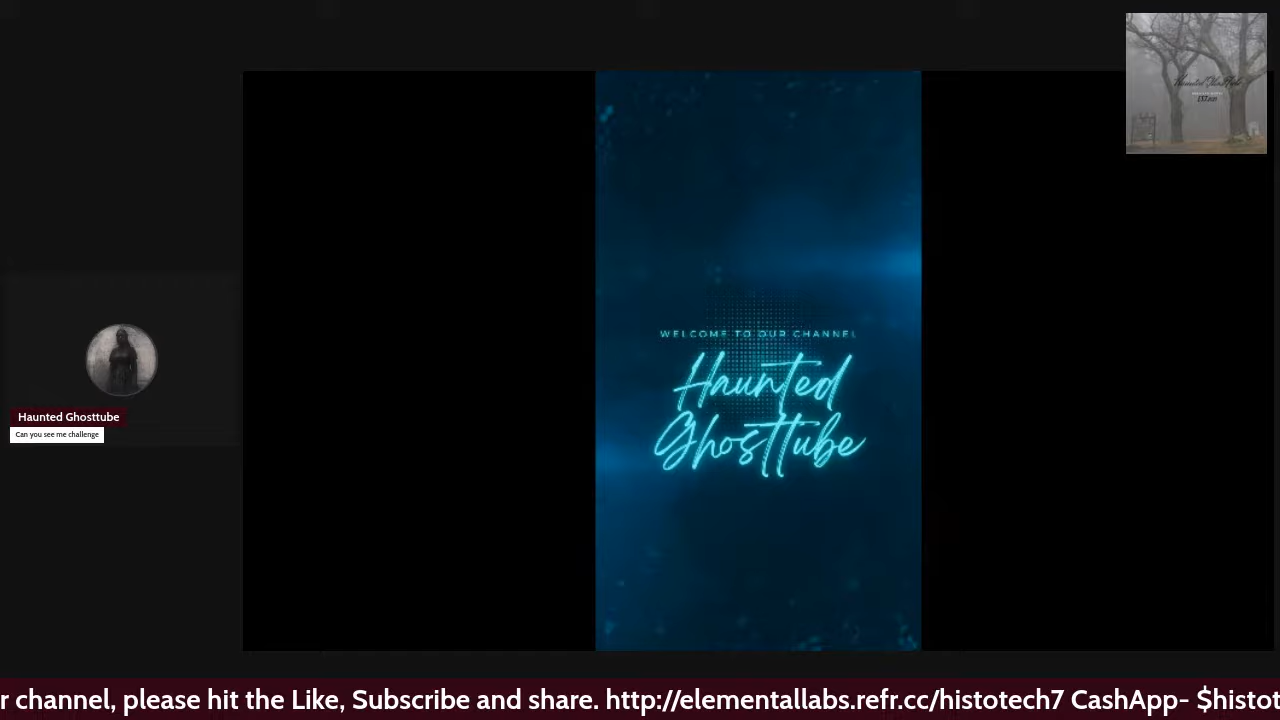 WELCOME TO OUR CHANNEL
Haunted
Ghosttube
Haunted Ghosttube
Can you see me challenge
r channel, please hit the Like, Subscribe and share. http://elementallabs.refr.cc/histotech7 CashApp- $histot